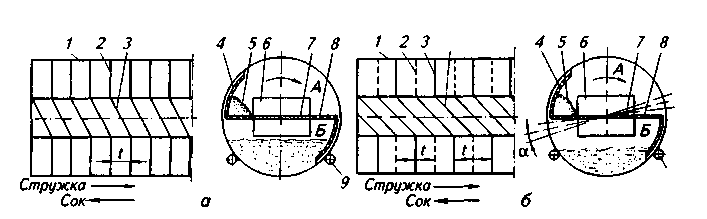 1 2 3 4 5 6 7 8 1 2 3 4 5 6 7 8
А А
Б Б
α
t t t
9
Стружка Стружка
Сок а Сок б